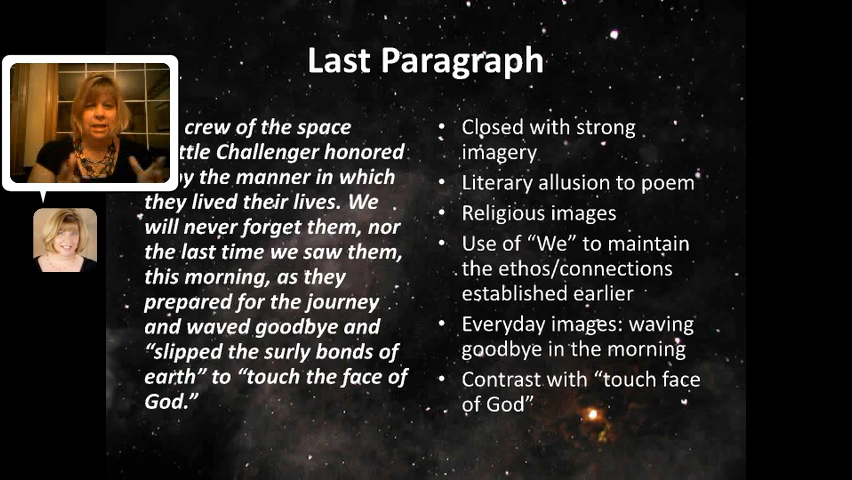 Last Paragraph
crew of the space
ttle Challenger honored
by the manner in which
they lived their lives. We
will never forget them, nor
the last time we saw them,
this morning, as they
prepared for the journey
and waved goodbye and
“slipped the surly bonds of
earth” to “touch the face of
God.”
• Closed with strong
imagery
• Literary allusion to poem
• Religious images
• Use of “We” to maintain
the ethos/connections
established earlier
• Everyday images: waving
goodbye in the morning
• Contrast with “touch face
of God”